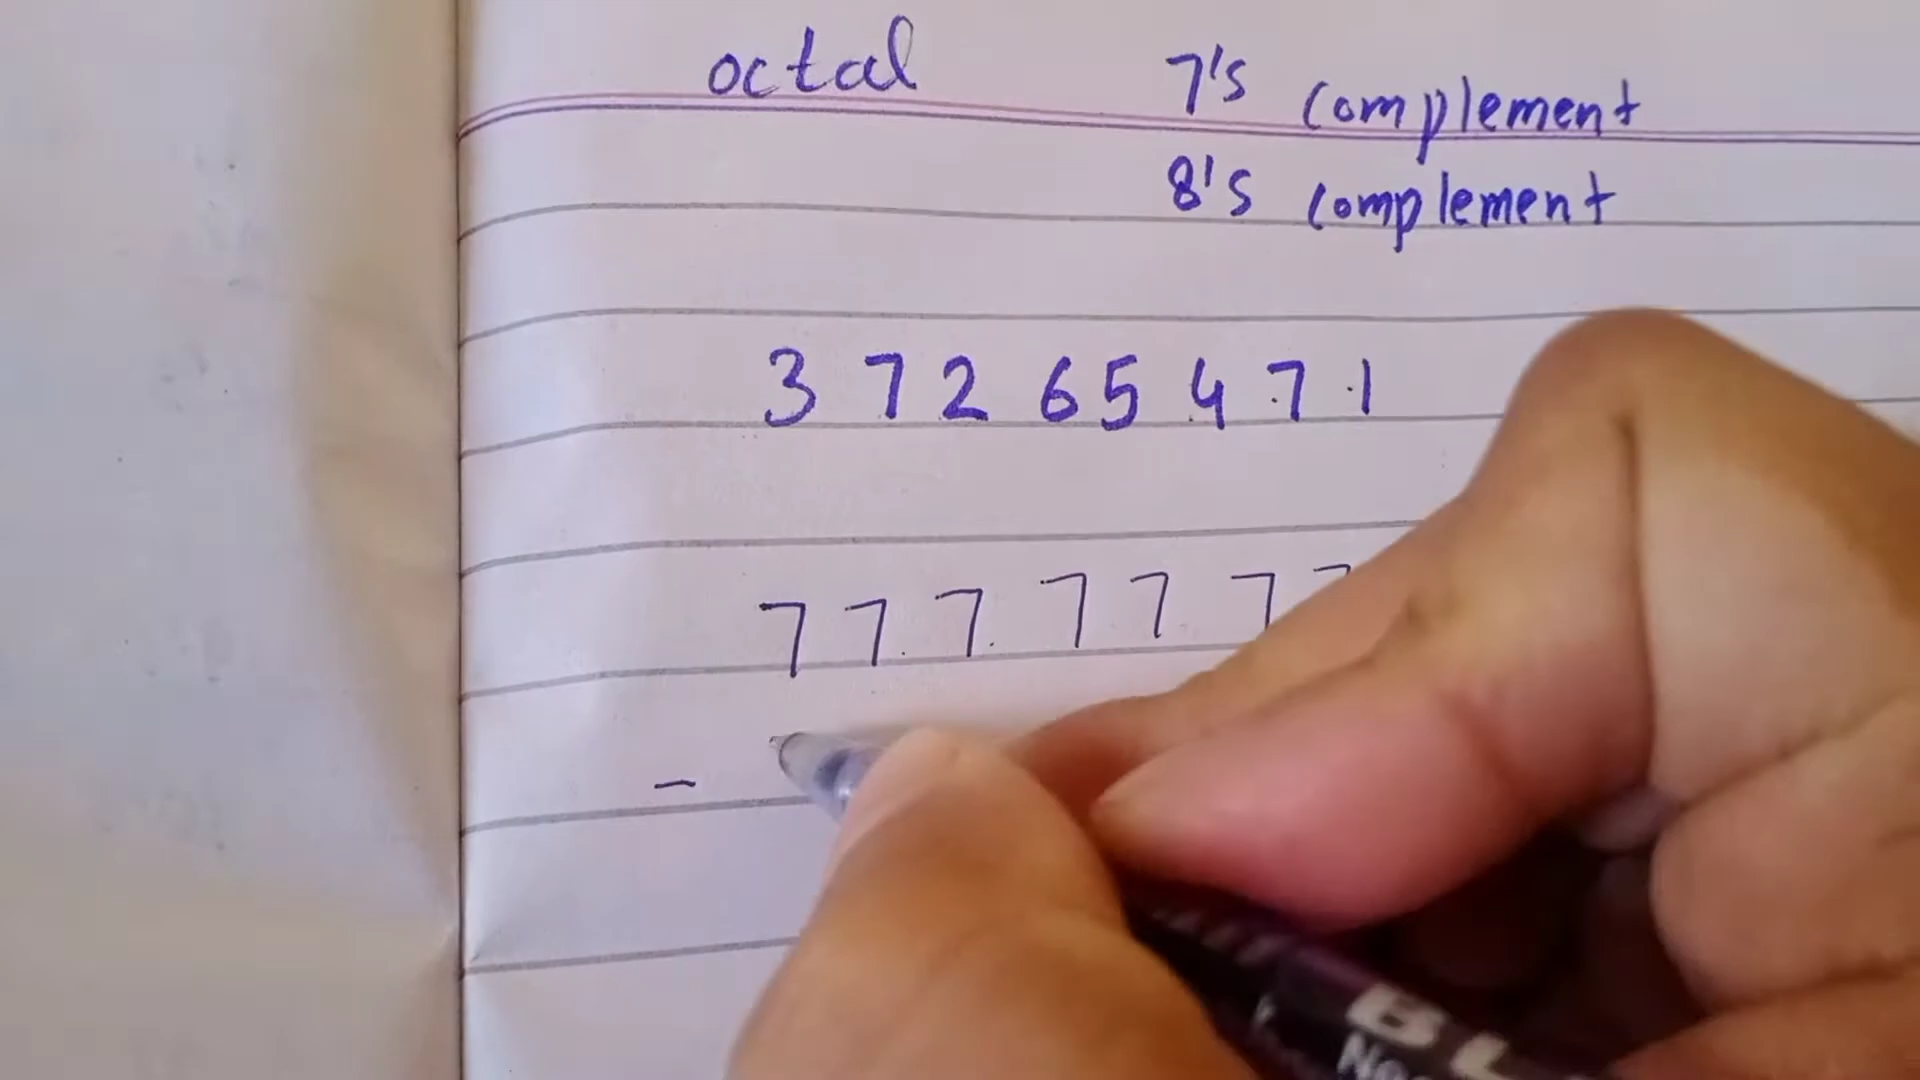 octal 7's complement
8's complement
3 7 2 6 5 4 7 1
7 7 7 7 7 7 7
-